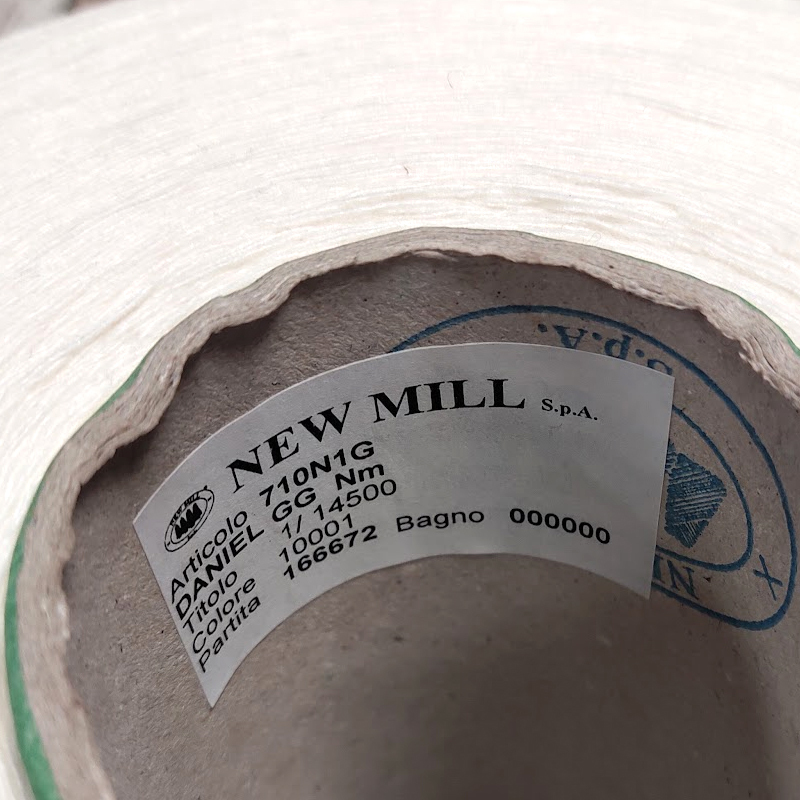 NEW MILL S.p.A.
Articolo 710N1G
DANIEL GG Nm
Titolo 1/ 14500
Colore 10001
Partita 166672 Bagno 000000
S.p.A.